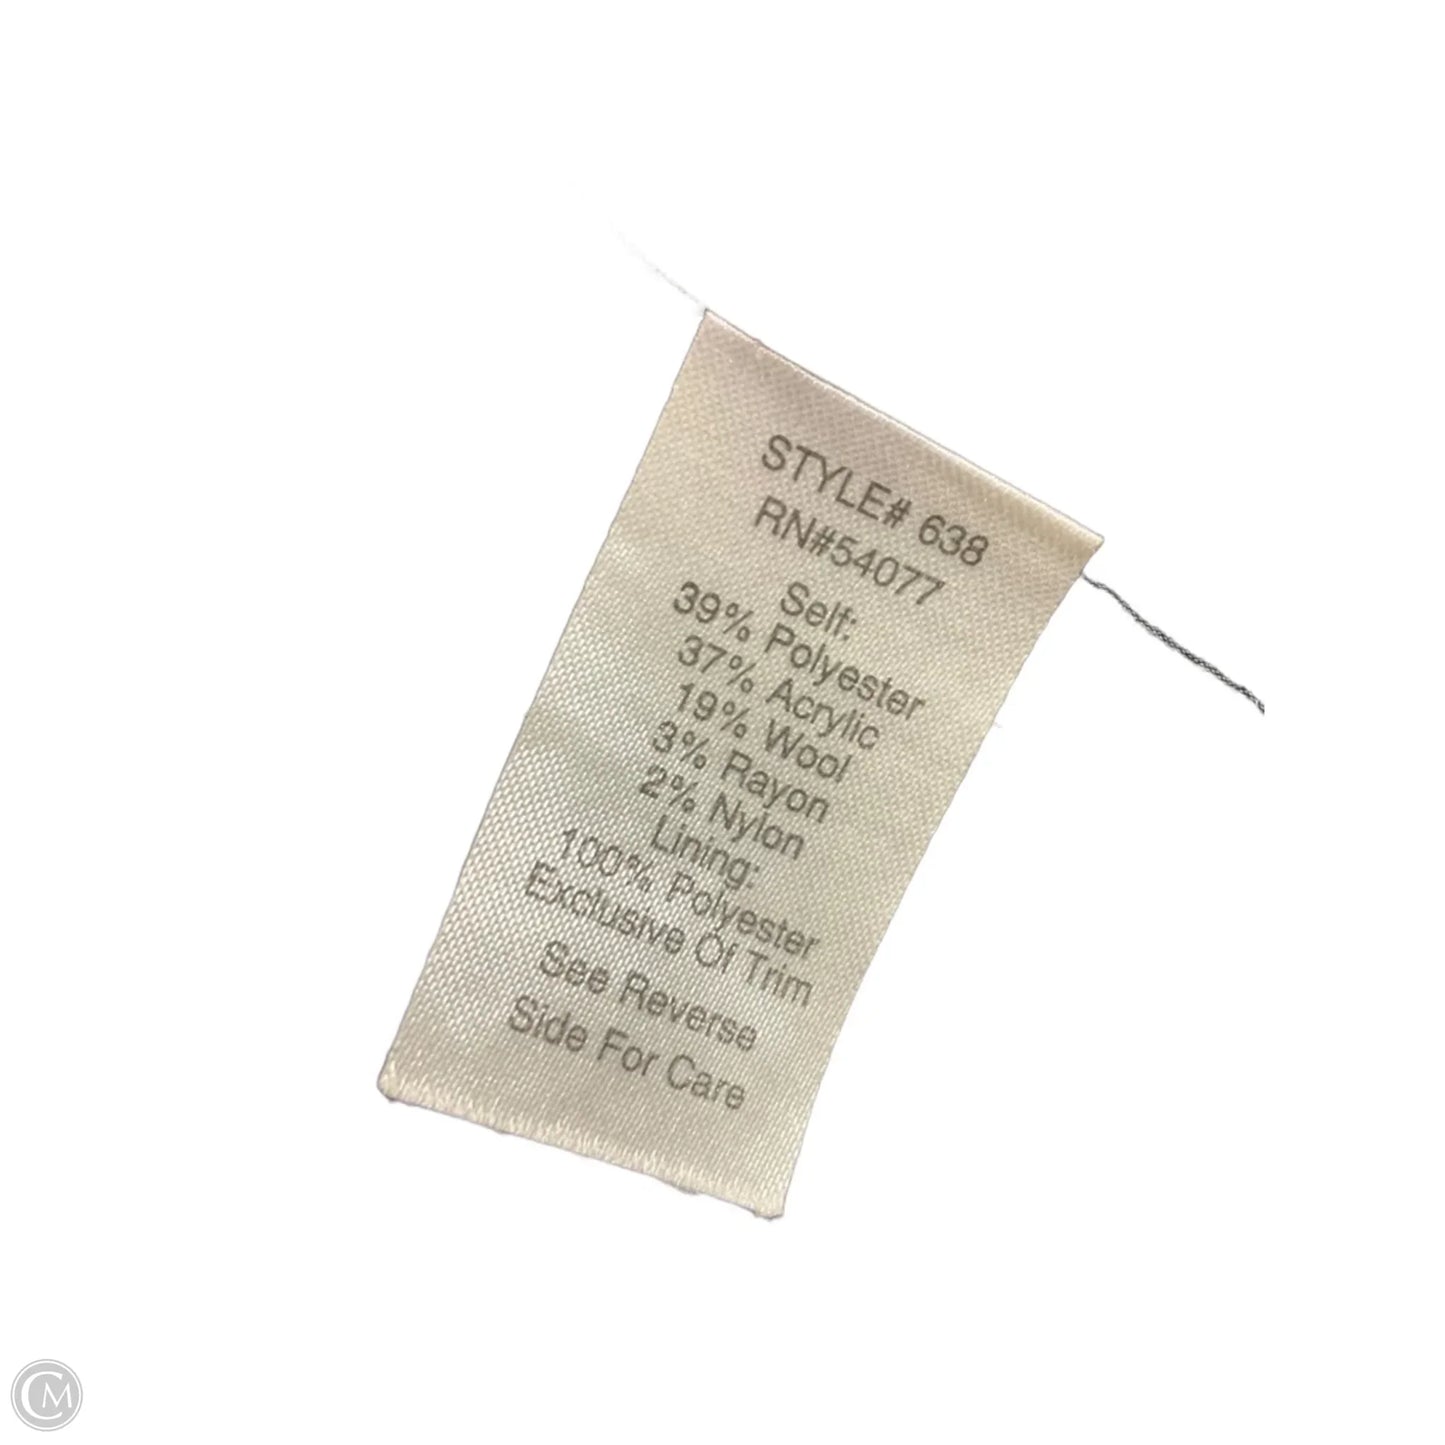 STYLE# 638
RN#54077
Self:
39% Polyester
37% Acrylic
19% Wool
3% Rayon
2% Nylon
Lining:
100% Polyester
Exclusive Of Trim
See Reverse
Side For Care
CM